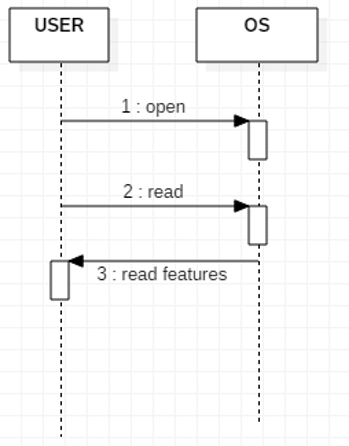 USER
OS
1 : open
2 : read
3 : read features